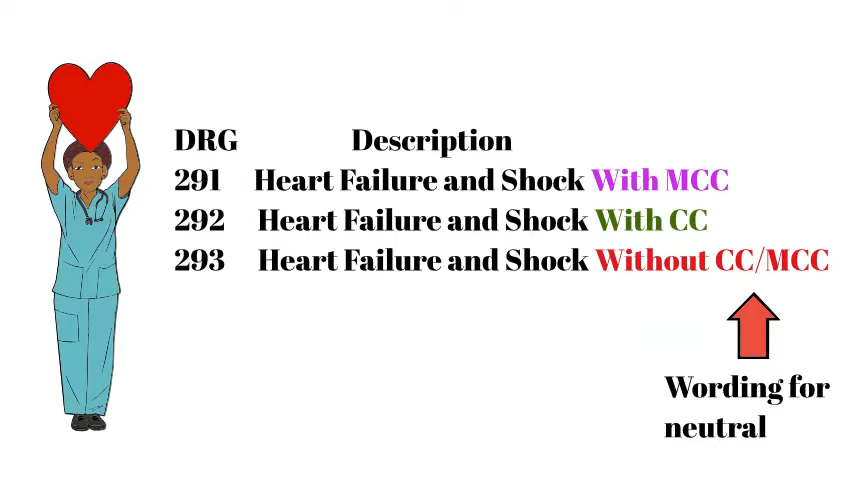 DRG Description
291 Heart Failure and Shock With MCC
292 Heart Failure and Shock With CC
293 Heart Failure and Shock Without CC/MCC
Wording for
neutral